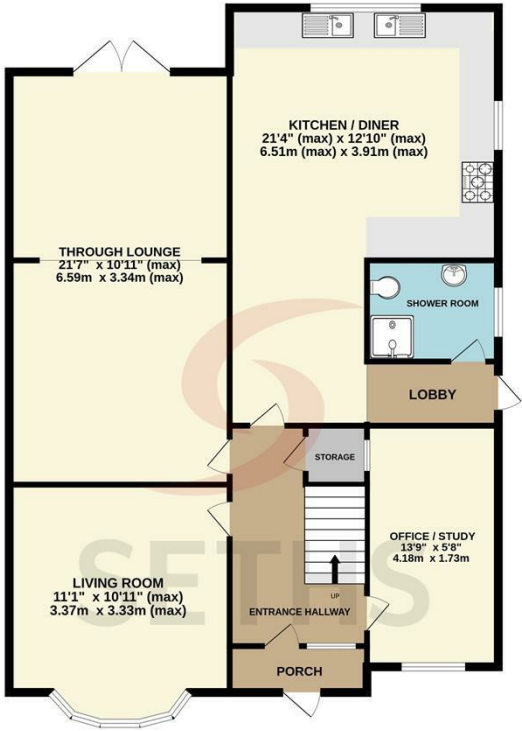 KITCHEN / DINER
21'4" (max) x 12'10" (max)
6.51m (max) x 3.91m (max)
THROUGH LOUNGE
21'7" x 10'11" (max)
6.59m x 3.34m (max)
SHOWER ROOM
LOBBY
STORAGE
OFFICE / STUDY
13'9" x 5'8"
4.18m x 1.73m
LIVING ROOM
11'1" x 10'11" (max)
3.37m x 3.33m (max)
UP
ENTRANCE HALLWAY
PORCH
SETHS